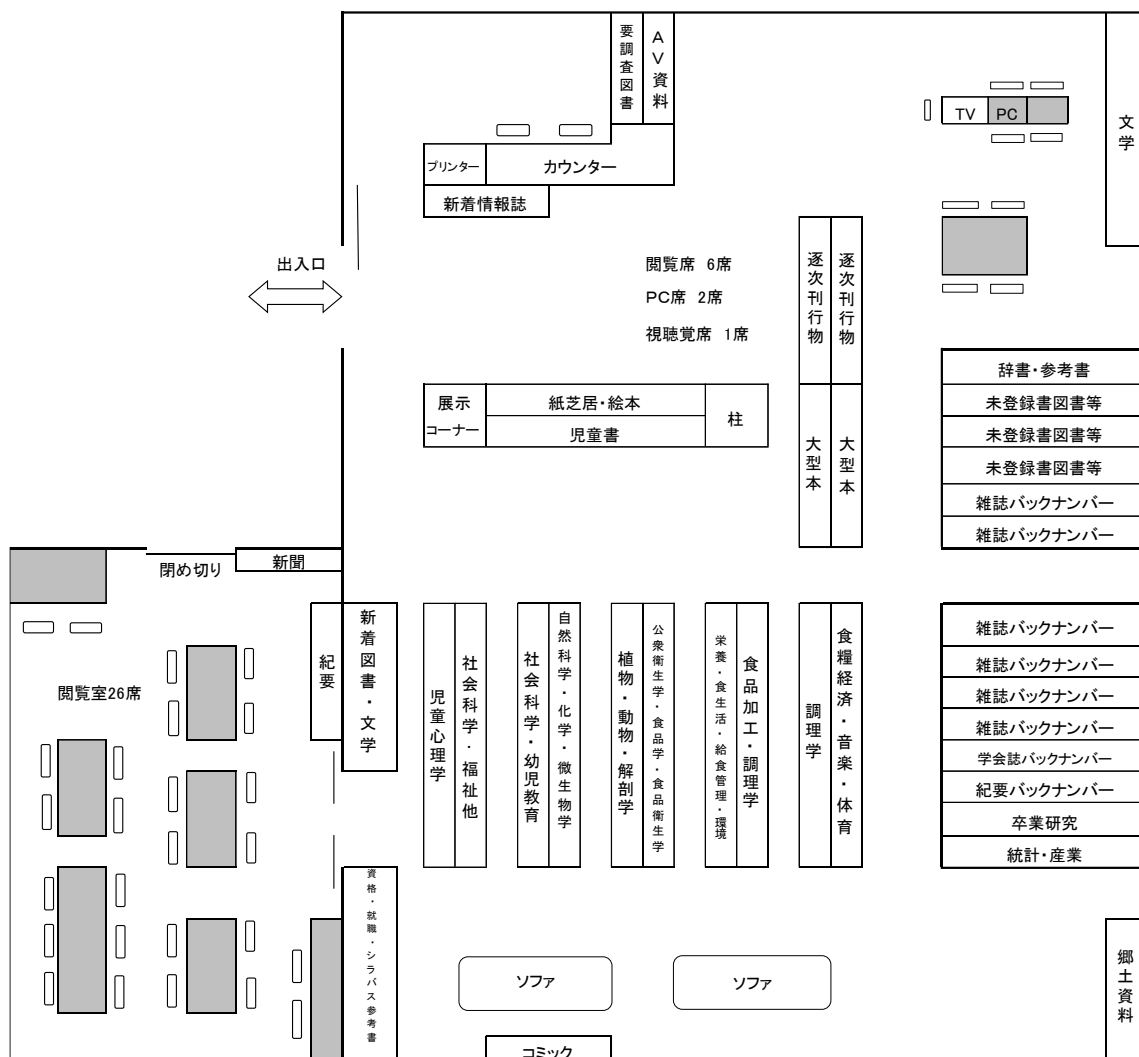 要調査図書
AV資料
TV
PC
文学
プリンター
カウンター
新着情報誌
出入口
閲覧席 6席
PC席 2席
視聴覚席 1席
逐次刊行物
逐次刊行物
辞書・参考書
未登録書図書等
未登録書図書等
未登録書図書等
雑誌バックナンバー
雑誌バックナンバー
展示
コーナー
紙芝居・絵本
児童書
柱
大型本
大型本
閉め切り
新聞
紀要
新着図書・文学
閲覧室26席
児童心理学
社会科学・福祉他
社会科学・幼児教育
自然科学・化学・微生物学
植物・動物・解剖学
公衆衛生学・食品学・食品衛生学
栄養・食生活・給食管理・環境
食品加工・調理学
調理学
食糧経済・音楽・体育
雑誌バックナンバー
雑誌バックナンバー
雑誌バックナンバー
雑誌バックナンバー
学会誌バックナンバー
紀要バックナンバー
卒業研究
統計・産業
資格・就職・シラバス参考書
ソファ
ソファ
郷土資料
コミック